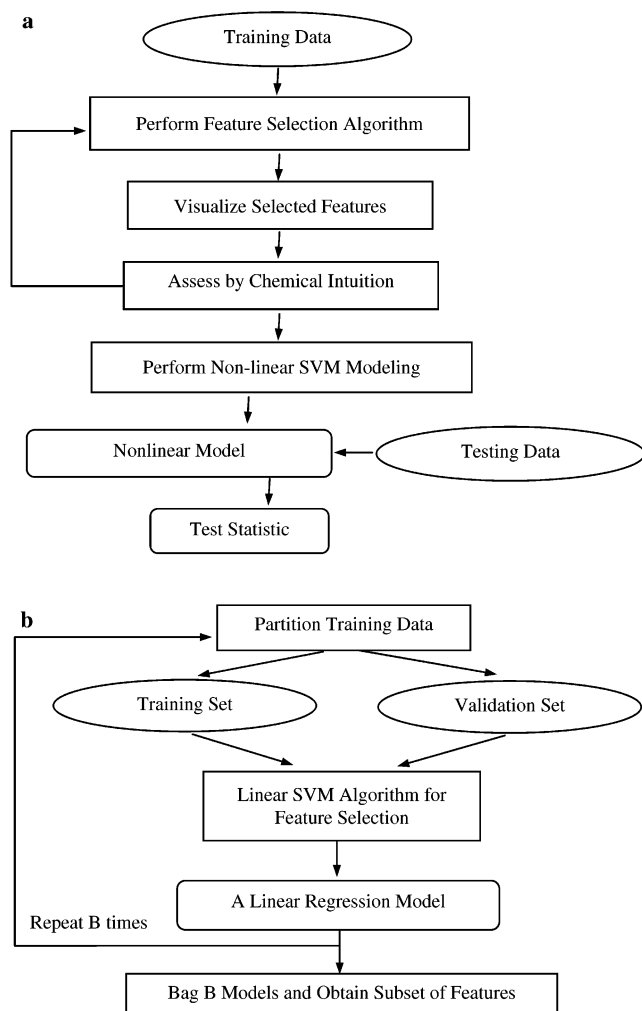 a
Training Data
Perform Feature Selection Algorithm
Visualize Selected Features
Assess by Chemical Intuition
Perform Non-linear SVM Modeling
Nonlinear Model
Testing Data
Test Statistic
b
Partition Training Data
Training Set
Validation Set
Linear SVM Algorithm for
Feature Selection
A Linear Regression Model
Repeat B times
Bag B Models and Obtain Subset of Features